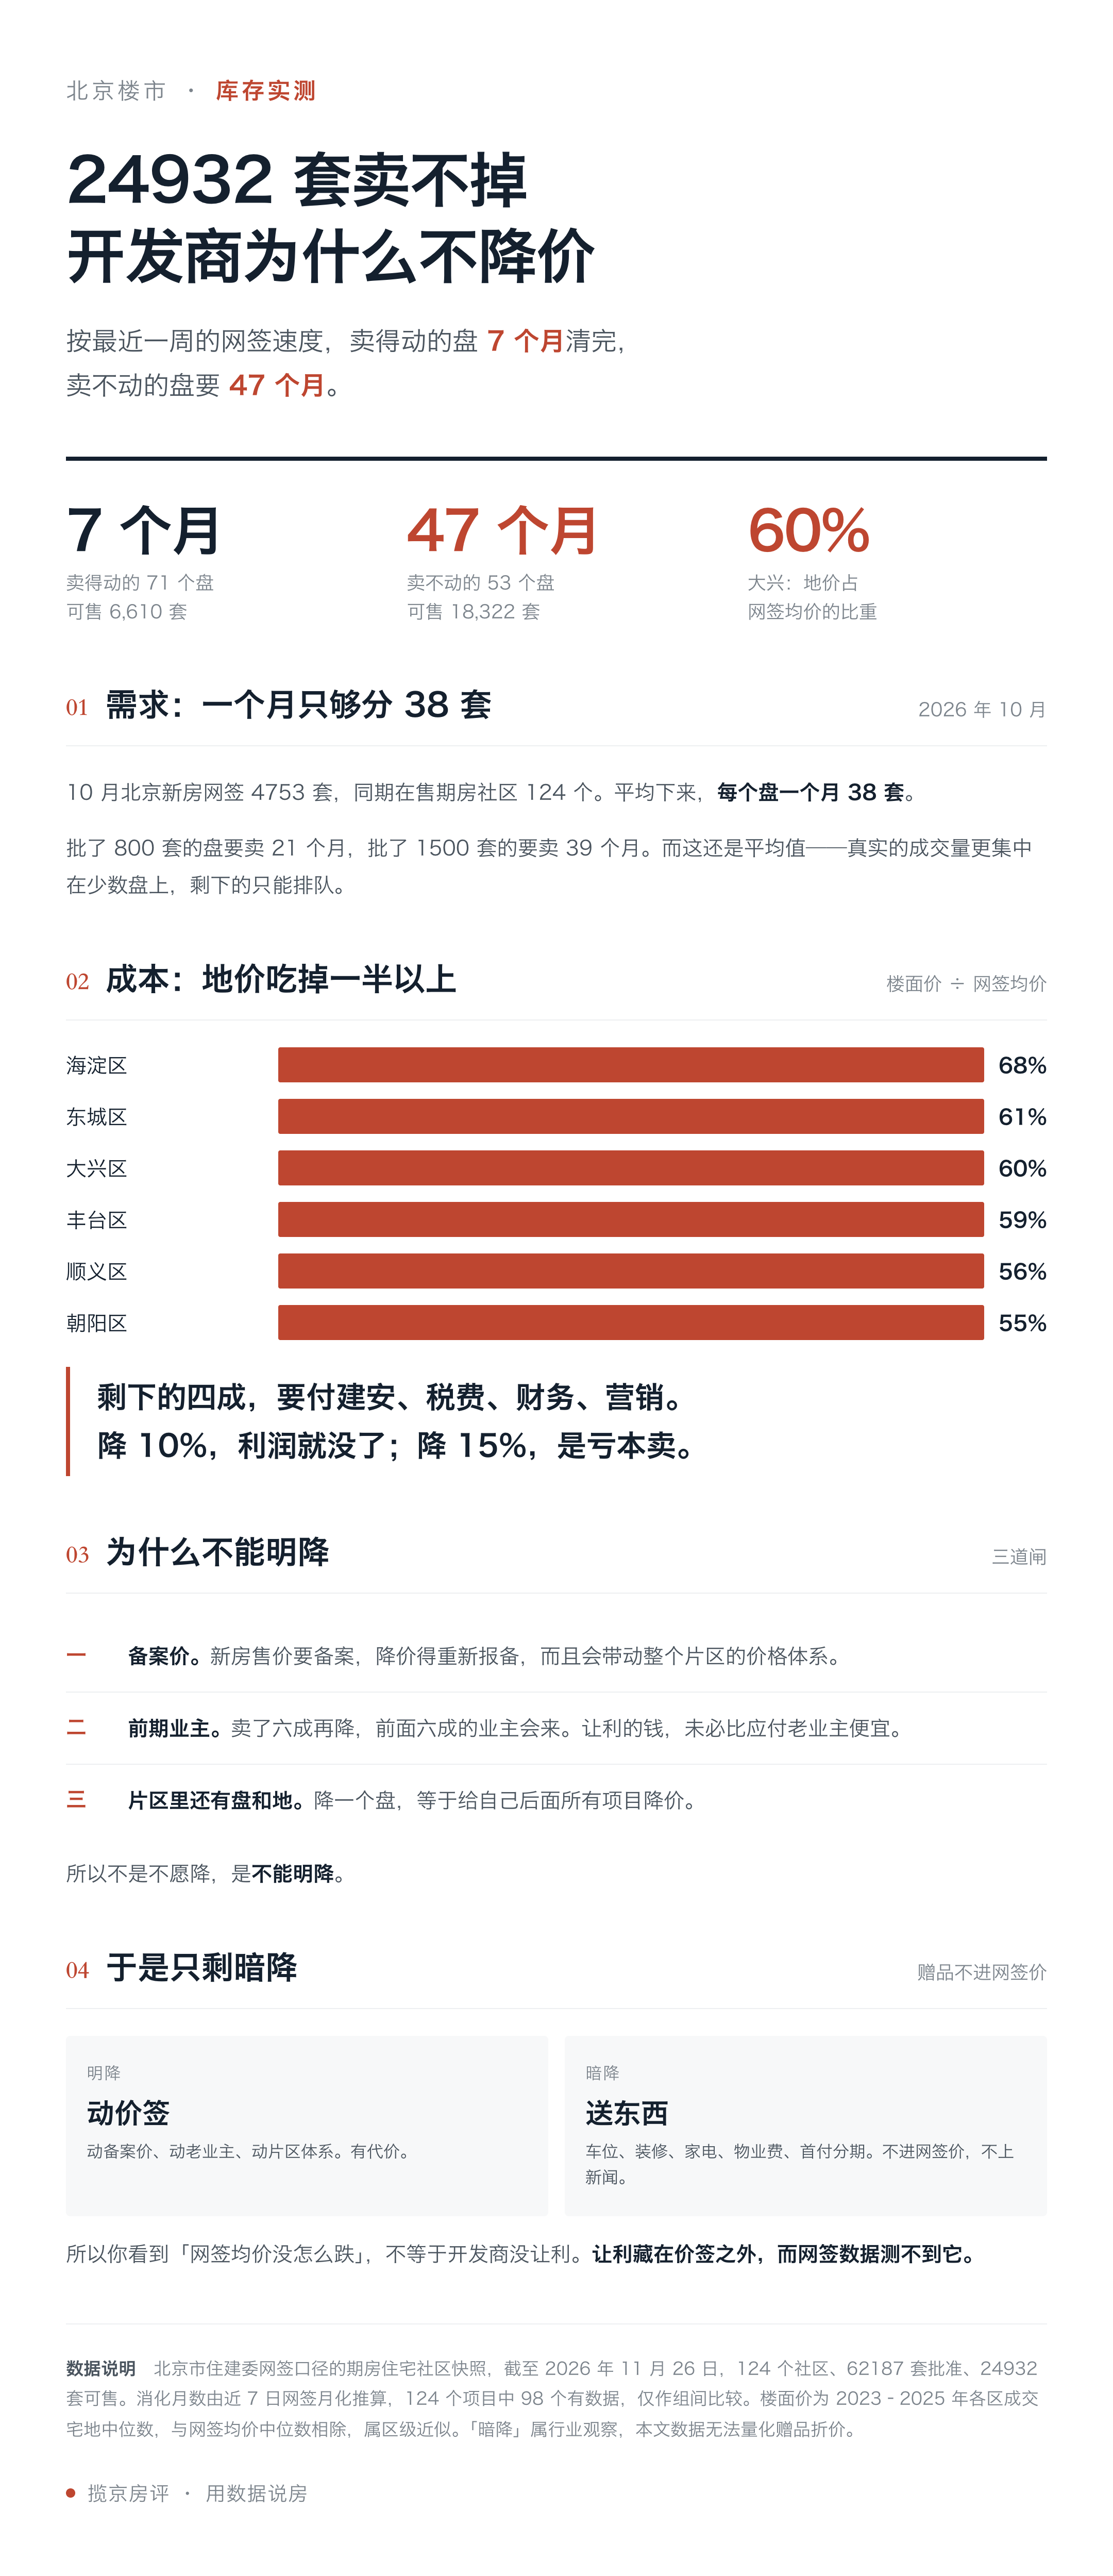 北京楼市 · 库存实测
24932 套卖不掉
开发商为什么不降价
按最近一周的网签速度，卖得动的盘 7 个月清完，
卖不动的盘要 47 个月。
7 个月
卖得动的 71 个盘
可售 6,610 套
47 个月
卖不动的 53 个盘
可售 18,322 套
60%
大兴：地价占
网签均价的比重
01 需求：一个月只够分 38 套
2026 年 10 月
10 月北京新房网签 4753 套，同期在售期房社区 124 个。平均下来，每个盘一个月 38 套。
批了 800 套的盘要卖 21 个月，批了 1500 套的要卖 39 个月。而这还是平均值——真实的成交量更集中
在少数盘上，剩下的只能排队。
02 成本：地价吃掉一半以上
楼面价 ÷ 网签均价
海淀区 68%
东城区 61%
大兴区 60%
丰台区 59%
顺义区 56%
朝阳区 55%
剩下的四成，要付建安、税费、财务、营销。
降 10%，利润就没了；降 15%，是亏本卖。
03 为什么不能明降
三道闸
一 备案价。新房售价要备案，降价得重新报备，而且会带动整个片区的价格体系。
二 前期业主。卖了六成再降，前面六成的业主会来。让利的钱，未必比应付老业主便宜。
三 片区里还有盘和地。降一个盘，等于给自己后面所有项目降价。
所以不是不愿降，是不能明降。
04 于是只剩暗降
赠品不进网签价
明降
动价签
动备案价、动老业主、动片区体系。有代价。
暗降
送东西
车位、装修、家电、物业费、首付分期。不进网签价，不上
新闻。
所以你看到「网签均价没怎么跌」，不等于开发商没让利。让利藏在价签之外，而网签数据测不到它。
数据说明 北京市住建委网签口径的期房住宅社区快照，截至 2026 年 11 月 26 日，124 个社区、62187 套批准、24932
套可售。消化月数由近 7 日网签月化推算，124 个项目中 98 个有数据，仅作组间比较。楼面价为 2023 - 2025 年各区成交
宅地中位数，与网签均价中位数相除，属区级近似。「暗降」属行业观察，本文数据无法量化赠品折价。
揽京房评 · 用数据说房